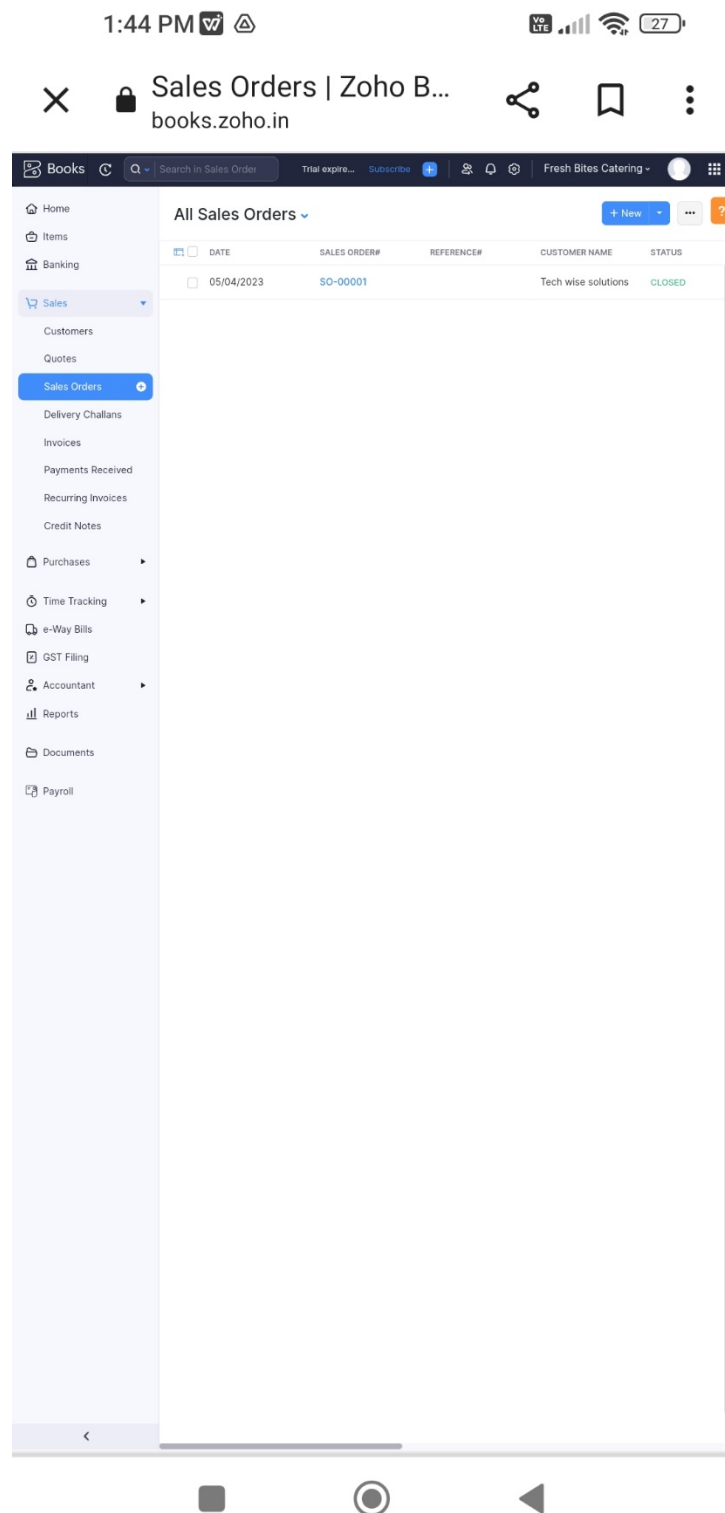 1:44 PM
Vo LTE
27
Sales Orders | Zoho B...
books.zoho.in
Books
Search in Sales Order
Trial expire...
Subscribe
Fresh Bites Catering
Home
Items
Banking
Sales
Customers
Quotes
Sales Orders
Delivery Challans
Invoices
Payments Received
Recurring Invoices
Credit Notes
Purchases
Time Tracking
e-Way Bills
GST Filing
Accountant
Reports
Documents
Payroll
All Sales Orders
+ New
...
?
DATE SALES ORDER# REFERENCE# CUSTOMER NAME STATUS
05/04/2023 SO-00001 Tech wise solutions CLOSED